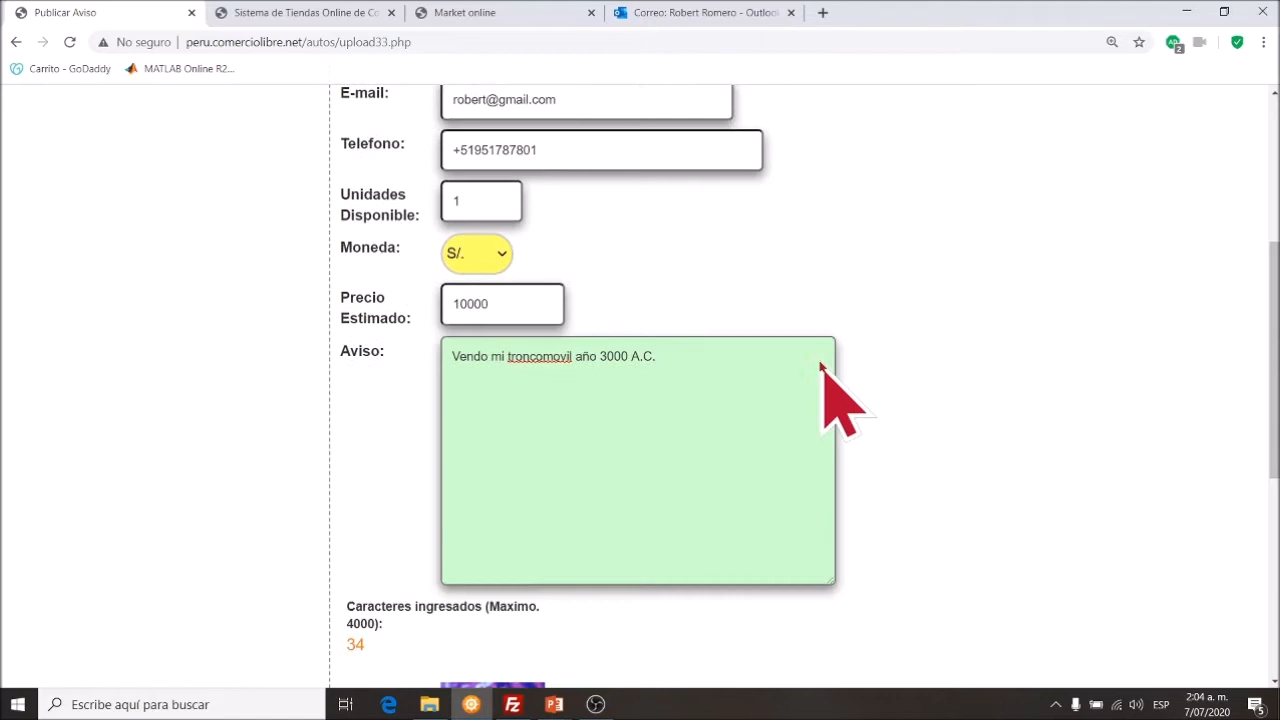 Publicar Aviso
Sistema de Tiendas Online de Co
Market online
Correo: Robert Romero - Outlook
No seguro
peru.comerciolibre.net/autos/upload33.php
Carrito - GoDaddy
MATLAB Online R2...
E-mail:
robert@gmail.com
Telefono:
+51951787801
Unidades
Disponible:
1
Moneda:
S/.
Precio
Estimado:
10000
Aviso:
Vendo mi troncomovil año 3000 A.C.
Caracteres ingresados (Maximo.
4000):
34
Escribe aquí para buscar
ESP
2:04 a. m.
7/07/2020
5